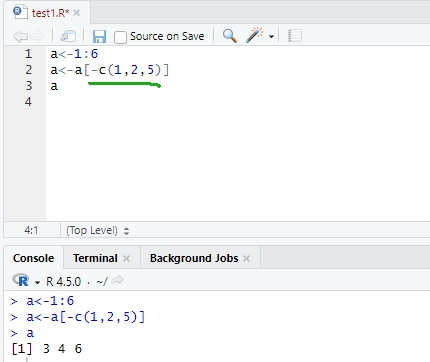 test1.R*
Source on Save
1 a<-1:6
2 a<-a[-c(1,2,5)]
3 a
4
4:1 (Top Level)
Console Terminal Background Jobs
R 4.5.0 · ~/
> a<-1:6
> a<-a[-c(1,2,5)]
> a
[1] 3 4 6